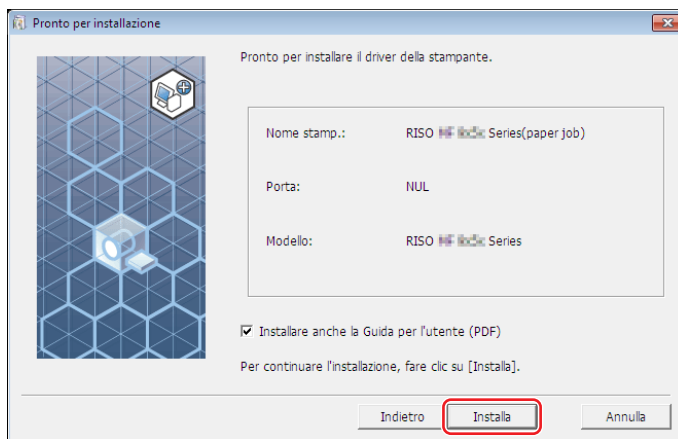 Pronto per installazione
Pronto per installare il driver della stampante.
Nome stamp.: RISO Series(paper job)
Porta: NUL
Modello: RISO Series
Installare anche la Guida per l'utente (PDF)
Per continuare l'installazione, fare clic su [Installa].
Indietro Installa Annulla